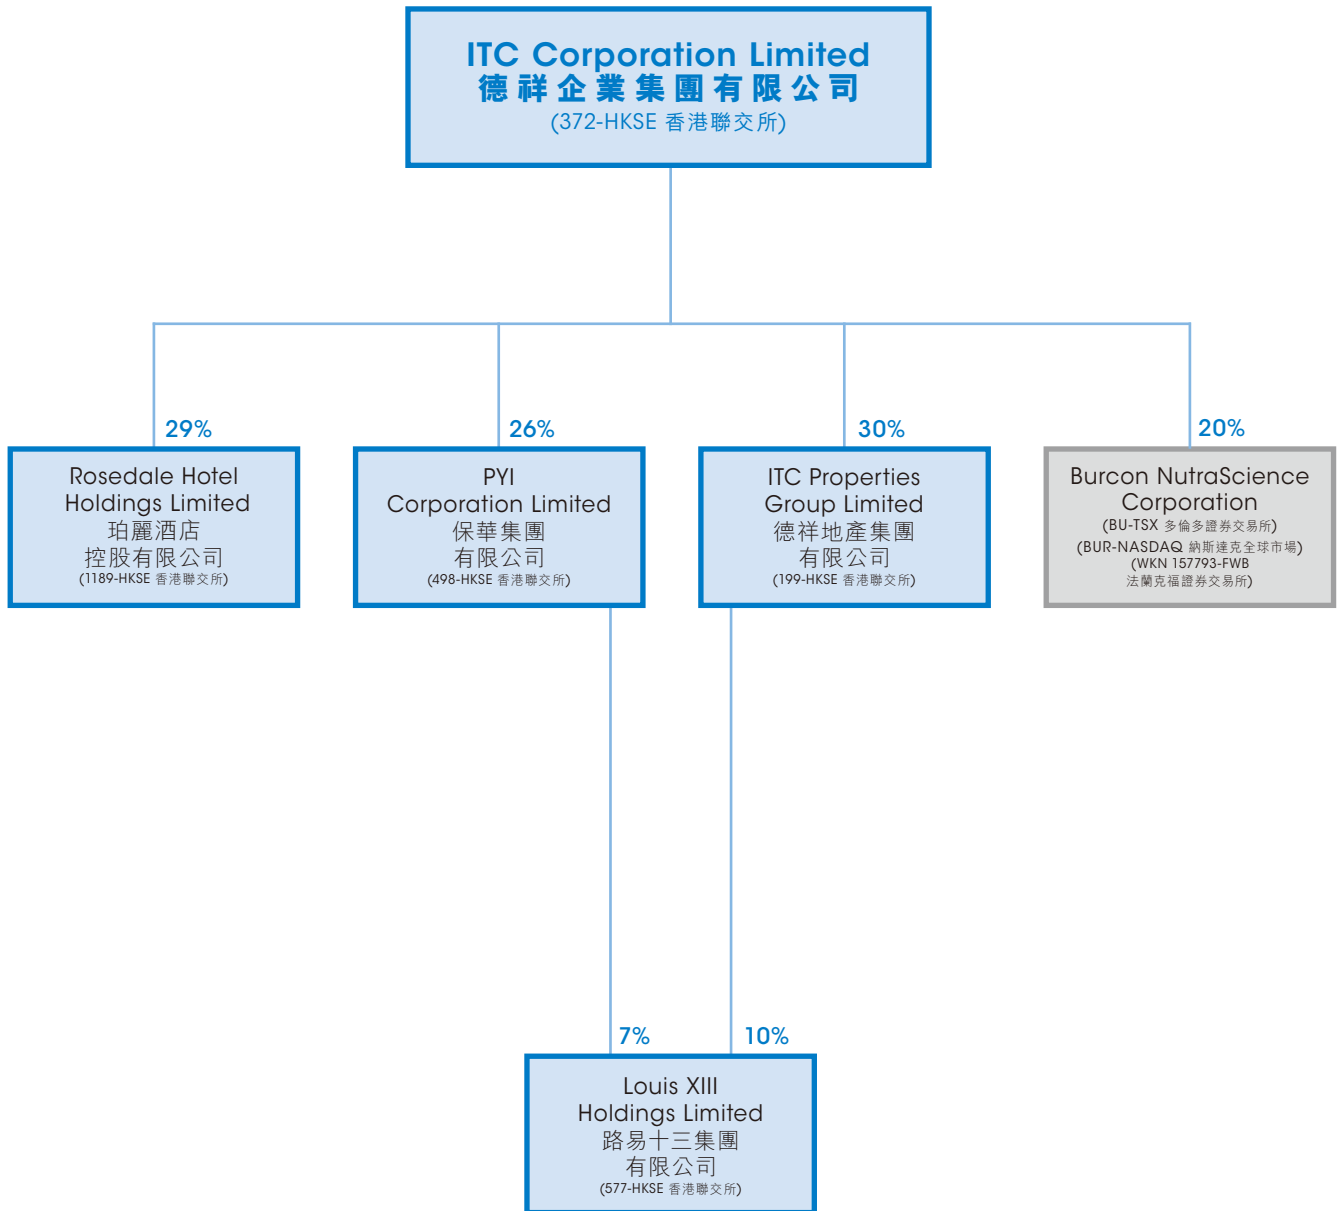 ITC Corporation Limited
德祥企業集團有限公司
(372-HKSE 香港聯交所)
29%
26%
30%
20%
Rosedale Hotel
Holdings Limited
珀麗酒店
控股有限公司
(1189-HKSE 香港聯交所)
PYI
Corporation Limited
保華集團
有限公司
(498-HKSE 香港聯交所)
ITC Properties
Group Limited
德祥地產集團
有限公司
(199-HKSE 香港聯交所)
Burcon NutraScience
Corporation
(BU-TSX 多倫多證券交易所)
(BUR-NASDAQ 納斯達克全球市場)
(WKN 157793-FWB
法蘭克福證券交易所)
7%
10%
Louis XIII
Holdings Limited
路易十三集團
有限公司
(577-HKSE 香港聯交所)